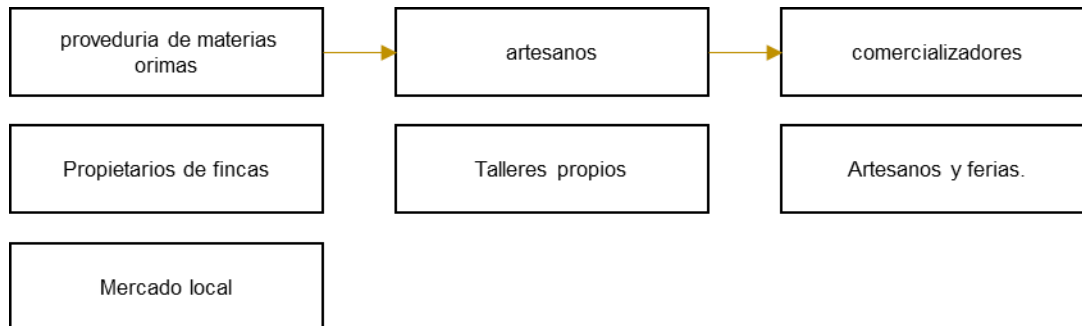 proveduria de materias
orimas
artesanos
comercializadores
Propietarios de fincas
Talleres propios
Artesanos y ferias.
Mercado local